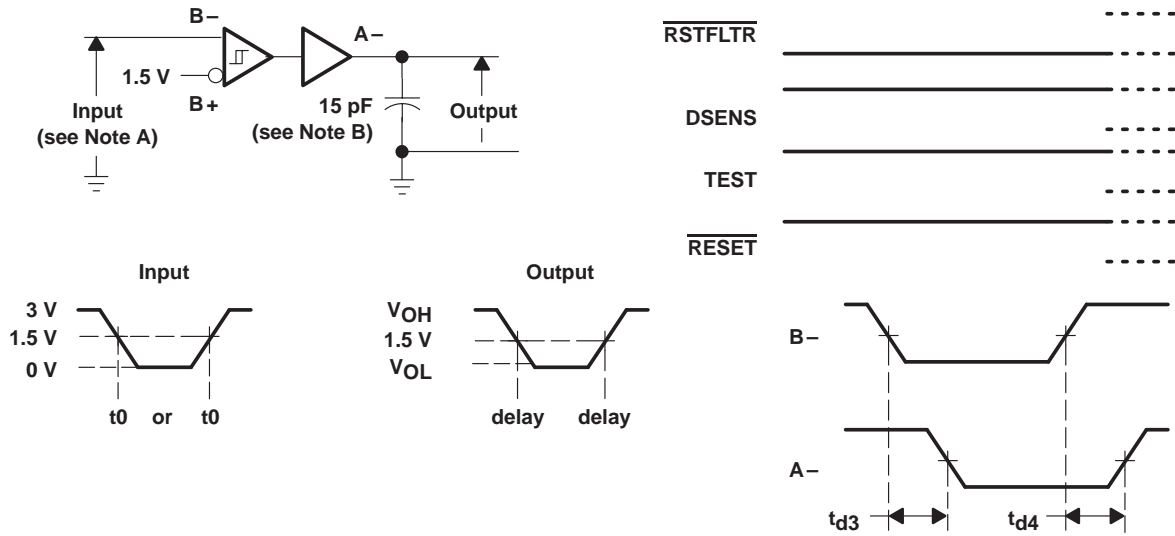 B–
A–
1.5 V
B+
Input
(see Note A)
15 pF
(see Note B)
Output
RSTFLTR
DSENS
TEST
RESET
Input
3 V
1.5 V
0 V
t0 or t0
Output
VOH
1.5 V
VOL
delay delay
B–
A–
td3
td4